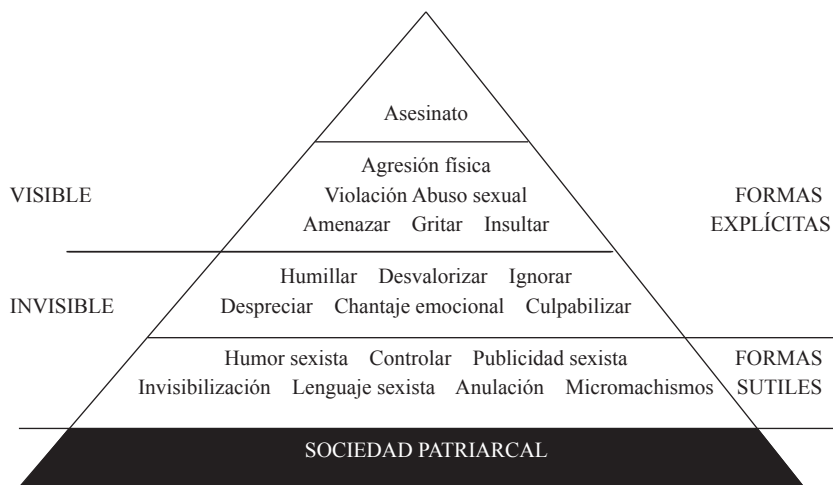 Asesinato
Agresión física
VISIBLE Violación Abuso sexual FORMAS
Amenazar Gritar Insultar EXPLÍCITAS
Humillar Desvalorizar Ignorar
INVISIBLE Despreciar Chantaje emocional Culpabilizar
Humor sexista Controlar Publicidad sexista FORMAS
Invisibilización Lenguaje sexista Anulación Micromachismos SUTILES
SOCIEDAD PATRIARCAL